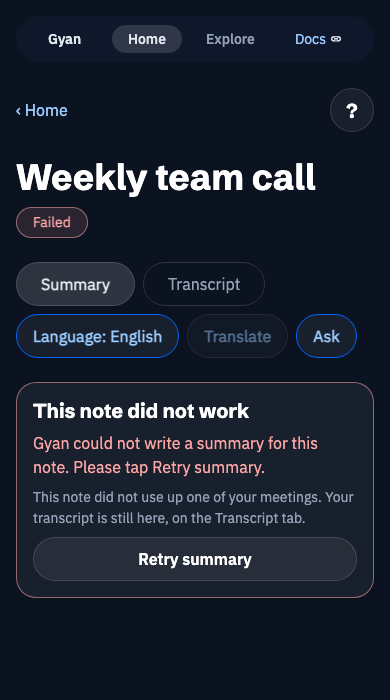 Gyan
Home
Explore
Docs
‹ Home
?
Weekly team call
Failed
Summary
Transcript
Language: English
Translate
Ask
This note did not work
Gyan could not write a summary for this
note. Please tap Retry summary.
This note did not use up one of your meetings. Your
transcript is still here, on the Transcript tab.
Retry summary